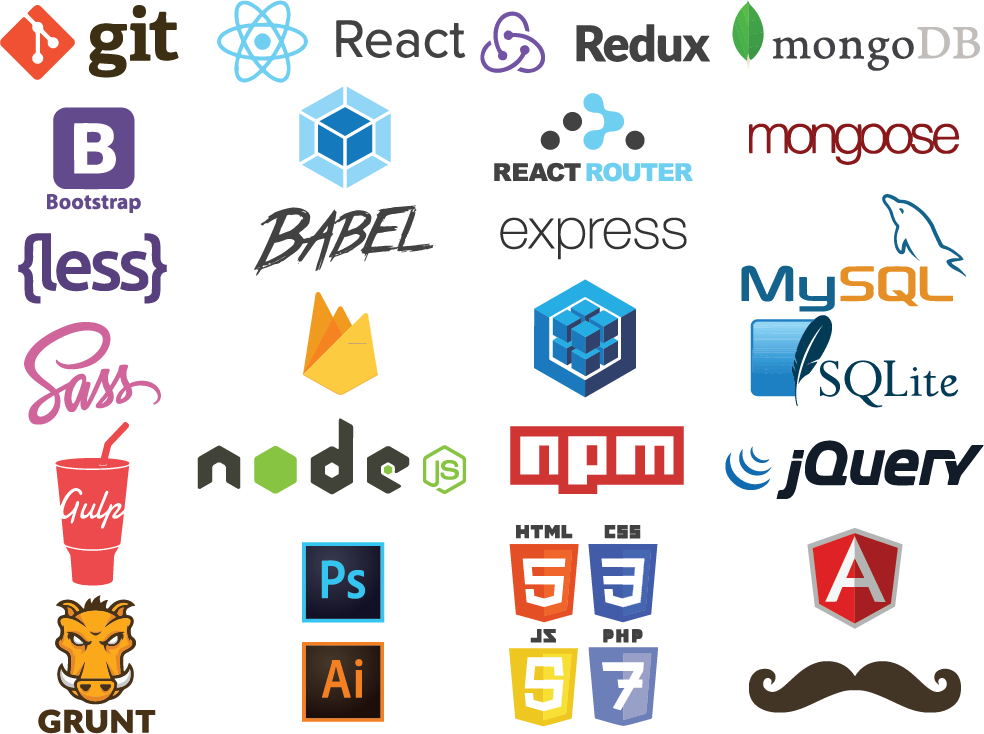 git
React
Redux
mongoDB
B
Bootstrap
REACT ROUTER
mongoose
BABEL
express
{less}
MySQL
Sass
SQLite
node
JS
npm
jQuery
Gulp
HTML
CSS
5
3
Ps
A
JS
PHP
5
7
Ai
GRUNT